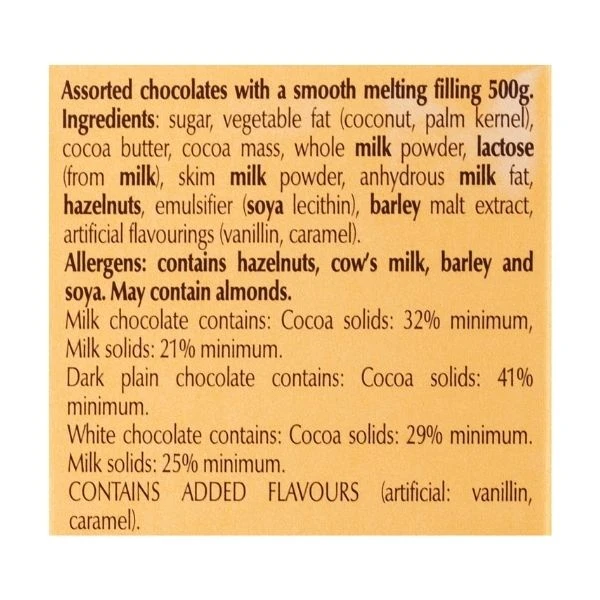 Assorted chocolates with a smooth melting filling 500g.
Ingredients: sugar, vegetable fat (coconut, palm kernel),
cocoa butter, cocoa mass, whole milk powder, lactose
(from milk), skim milk powder, anhydrous milk fat,
hazelnuts, emulsifier (soya lecithin), barley malt extract,
artificial flavourings (vanillin, caramel).
Allergens: contains hazelnuts, cow's milk, barley and
soya. May contain almonds.
Milk chocolate contains: Cocoa solids: 32% minimum,
Milk solids: 21% minimum.
Dark plain chocolate contains: Cocoa solids: 41%
minimum.
White chocolate contains: Cocoa solids: 29% minimum.
Milk solids: 25% minimum.
CONTAINS ADDED FLAVOURS (artificial: vanillin,
caramel).